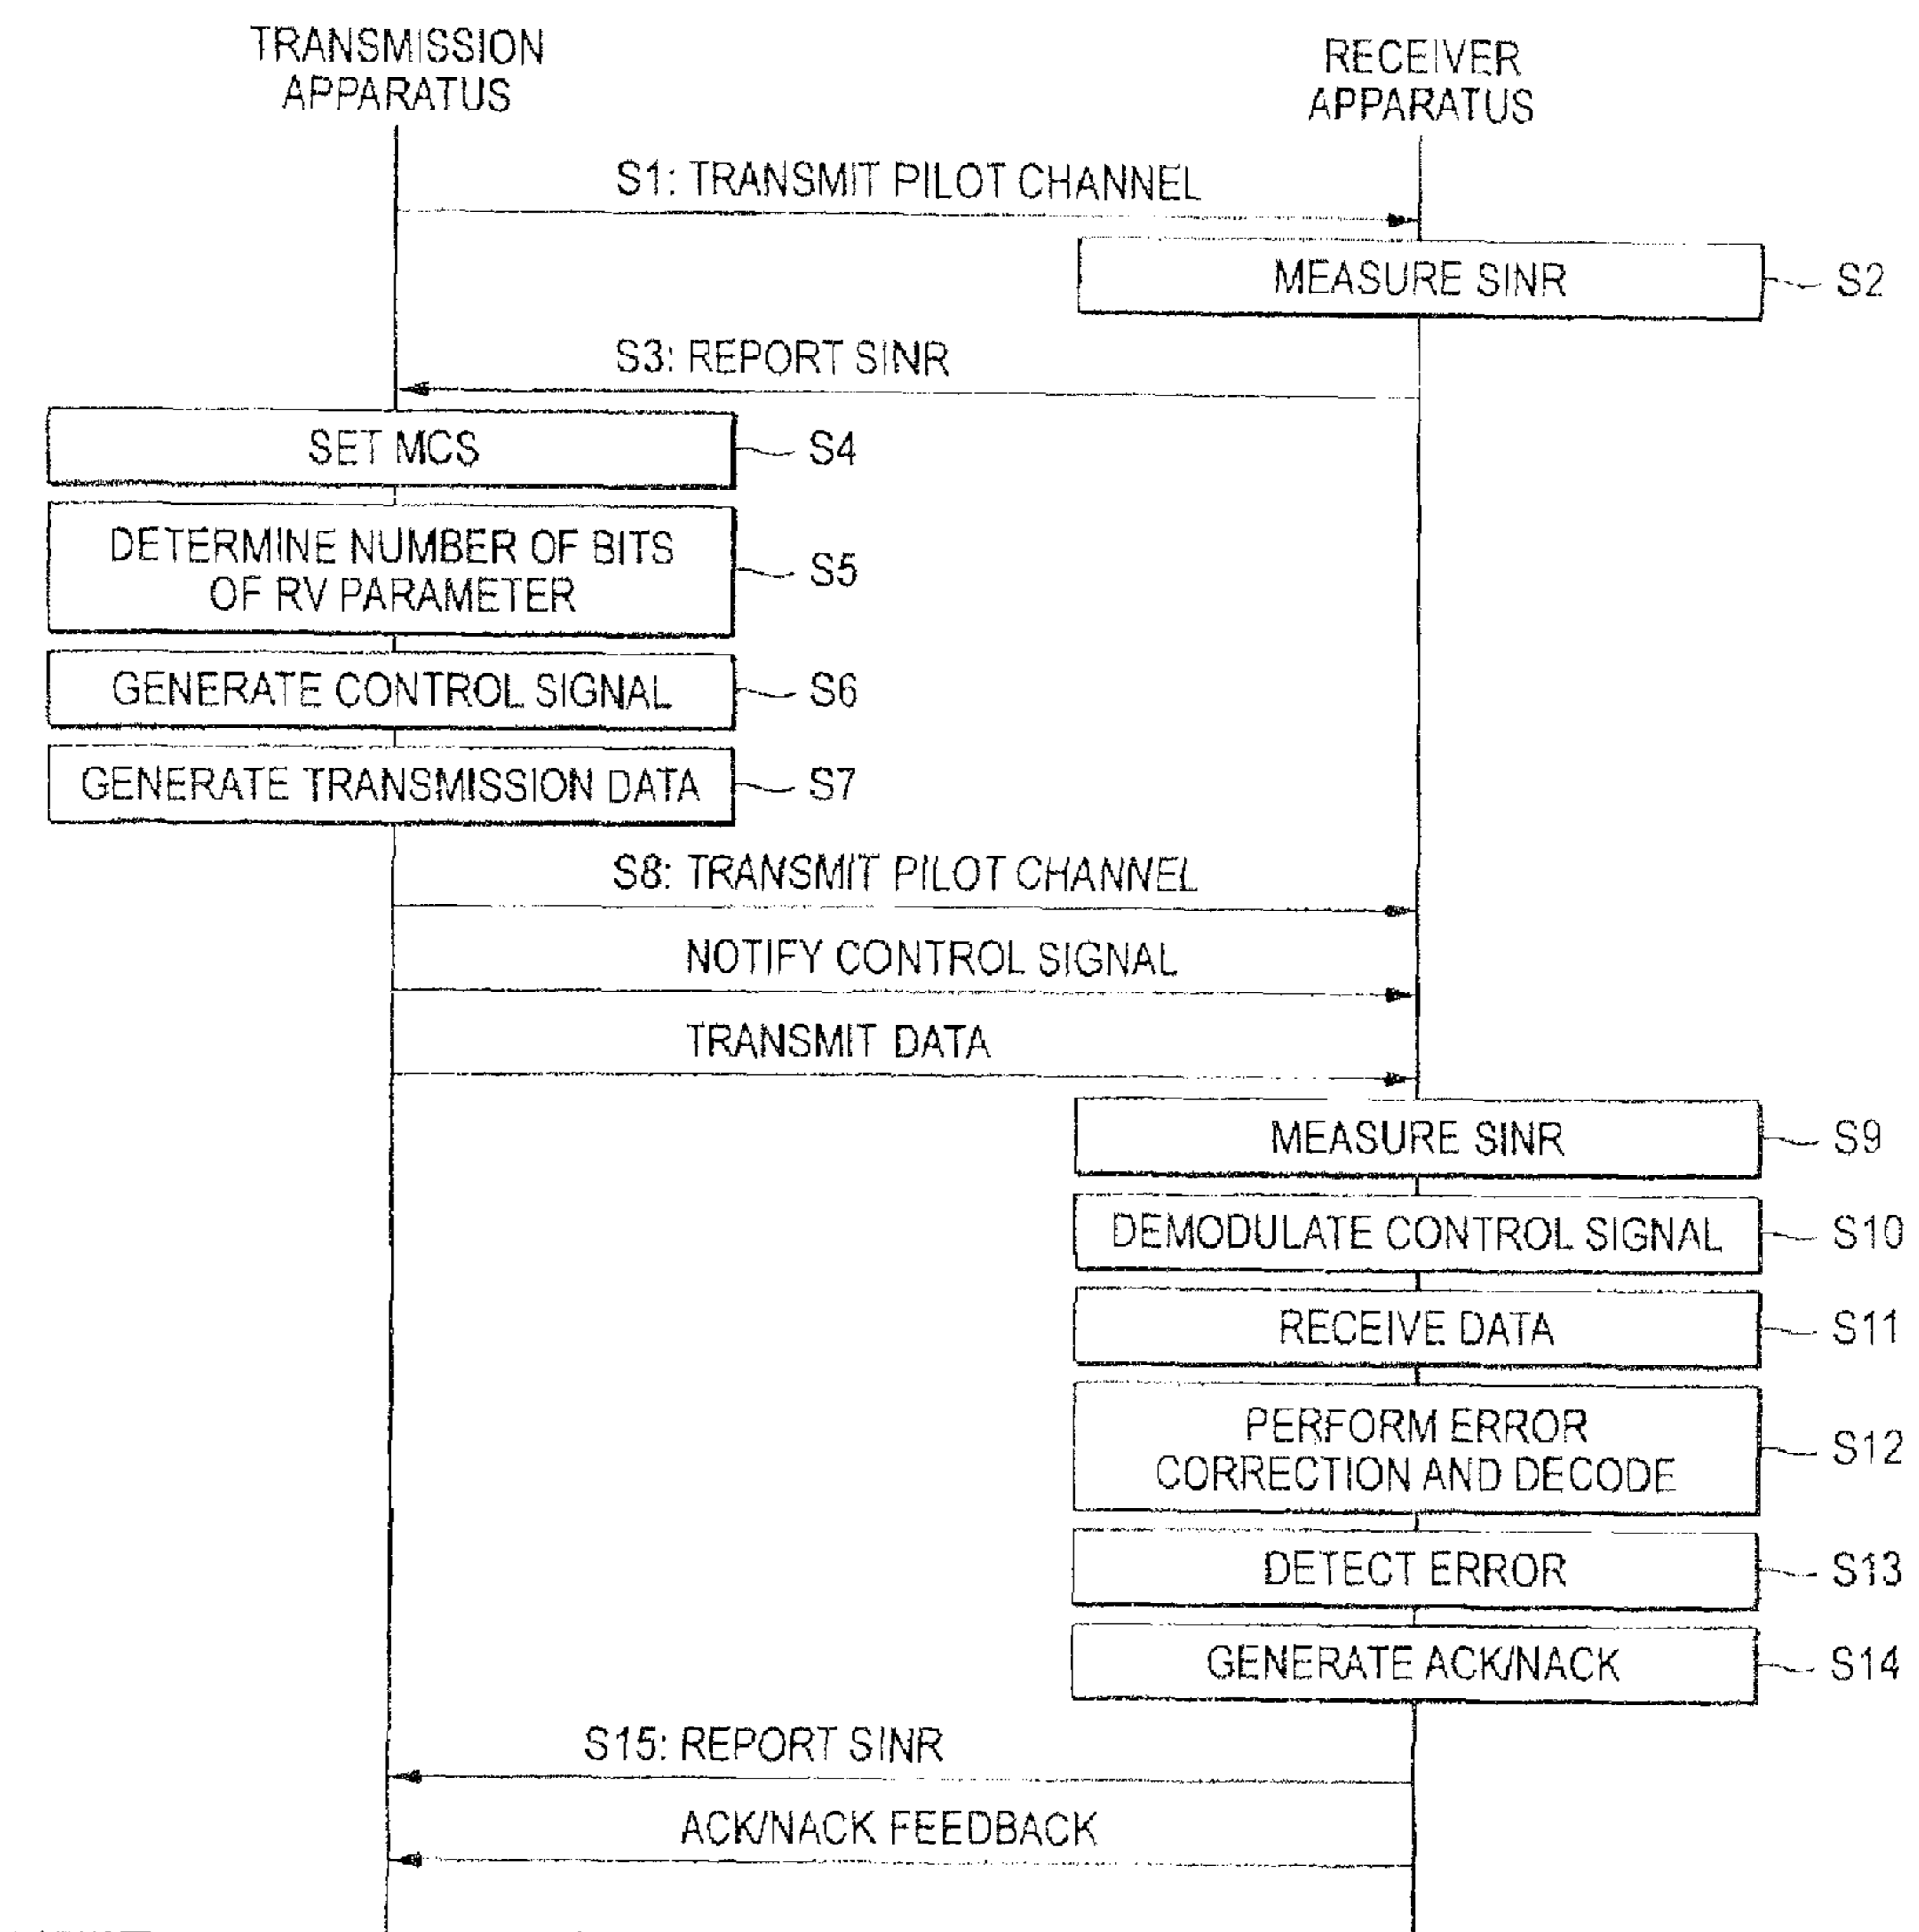 TRANSMISSION
APPARATUS
RECEIVER
APPARATUS
S1: TRANSMIT PILOT CHANNEL
MEASURE SINR
S2
S3: REPORT SINR
SET MCS
S4
DETERMINE NUMBER OF BITS
OF RV PARAMETER
S5
GENERATE CONTROL SIGNAL
S6
GENERATE TRANSMISSION DATA
S7
S8: TRANSMIT PILOT CHANNEL
NOTIFY CONTROL SIGNAL
TRANSMIT DATA
MEASURE SINR
S9
DEMODULATE CONTROL SIGNAL
S10
RECEIVE DATA
S11
PERFORM ERROR
CORRECTION AND DECODE
S12
DETECT ERROR
S13
GENERATE ACK/NACK
S14
S15: REPORT SINR
ACK/NACK FEEDBACK